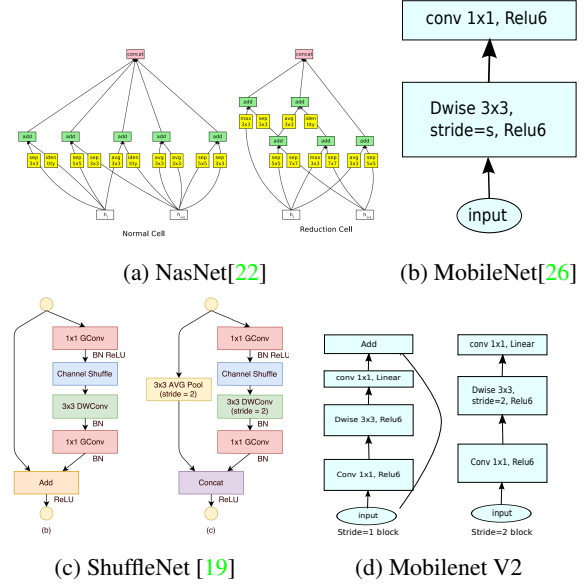 concat
add
add
add
add
add
sep
3x3
iden
tity
sep
5x5
sep
3x3
avg
3x3
iden
tity
avg
3x3
avg
3x3
sep
5x5
sep
3x3
h
i
h
i-1
Normal Cell
concat
add
add
max
3x3
sep
3x3
avg
3x3
iden
tity
add
add
add
sep
5x5
sep
7x7
max
3x3
sep
7x7
avg
3x3
sep
5x5
h
i
h
i-1
Reduction Cell
(a) NasNet[22]
conv 1x1, Relu6
Dwise 3x3,
stride=s, Relu6
input
(b) MobileNet[26]
1x1 GConv
BN ReLU
Channel Shuffle
3x3 DWConv
BN
1x1 GConv
BN
Add
ReLU
(b)
1x1 GConv
BN ReLU
3x3 AVG Pool
(stride = 2)
Channel Shuffle
3x3 DWConv
(stride = 2)
BN
1x1 GConv
BN
Concat
ReLU
(c)
(c) ShuffleNet [19]
Add
conv 1x1, Linear
Dwise 3x3, Relu6
Conv 1x1, Relu6
input
Stride=1 block
conv 1x1, Linear
Dwise 3x3,
stride=2, Relu6
Conv 1x1, Relu6
input
Stride=2 block
(d) Mobilenet V2